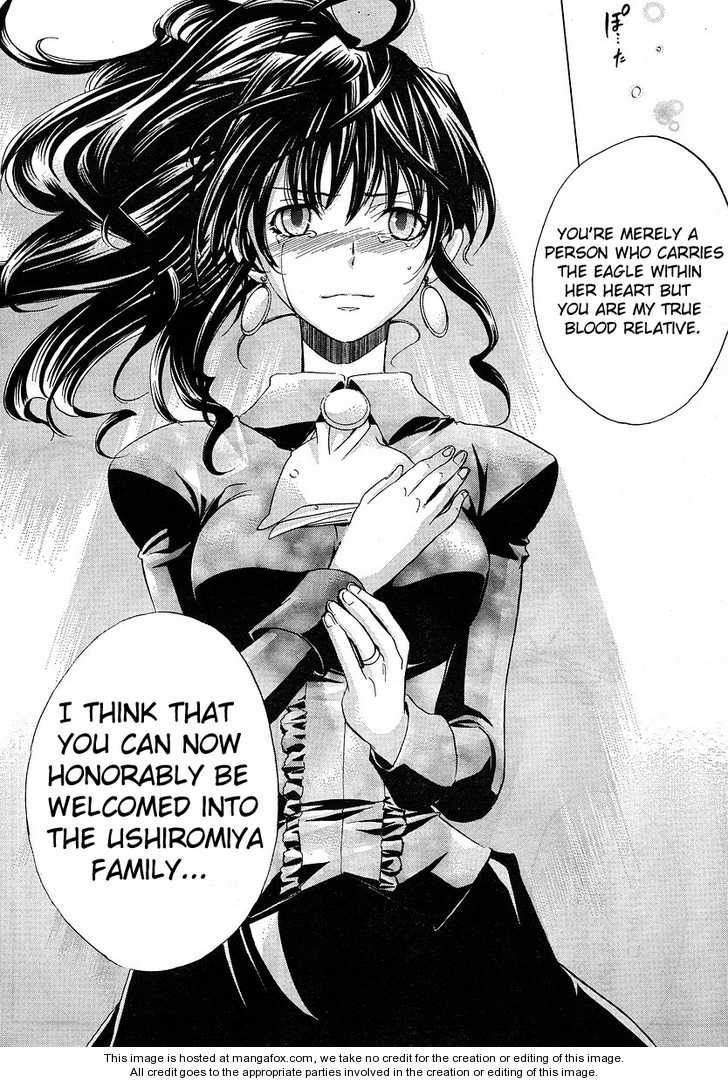 ぽ…た
YOU'RE MERELY A
PERSON WHO CARRIES
THE EAGLE WITHIN
HER HEART BUT
YOU ARE MY TRUE
BLOOD RELATIVE.
I THINK THAT
YOU CAN NOW
HONORABLY BE
WELCOMED INTO
THE USHIROMIYA
FAMILY...
This image is hosted at mangafox.com, we take no credit for the creation or editing of this image.
All credit goes to the appropriate parties involved in the creation or editing of this image.